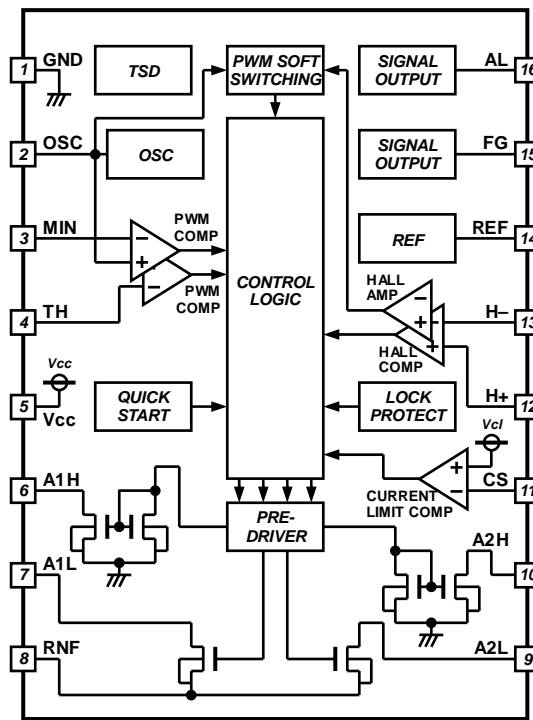 1 GND
TSD
PWM SOFT
SWITCHING
SIGNAL
OUTPUT
AL 16
2 OSC
OSC
SIGNAL
OUTPUT
FG 15
3 MIN
PWM
COMP
−
+
REF
REF 14
4 TH
−
PWM
COMP
CONTROL
LOGIC
HALL
AMP
−
+
−
+
HALL
COMP
H− 13
Vcc
5
Vcc
QUICK
START
LOCK
PROTECT
H+ 12
Vcl
+
−
CS 11
CURRENT
LIMIT COMP
6 A1H
PRE-
DRIVER
A2H 10
7 A1L
8 RNF
A2L 9